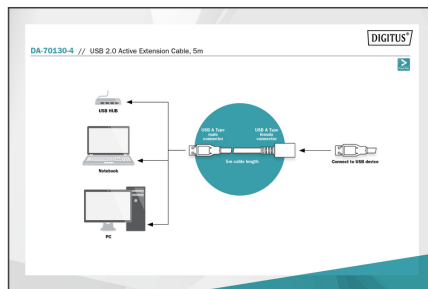 DIGITUS®
DA-70130-4 // USB 2.0 Active Extension Cable, 5m
USB HUB
USB A Type
male
connector
USB A Type
female
connector
5m cable length
Notebook
Connect to USB device
PC